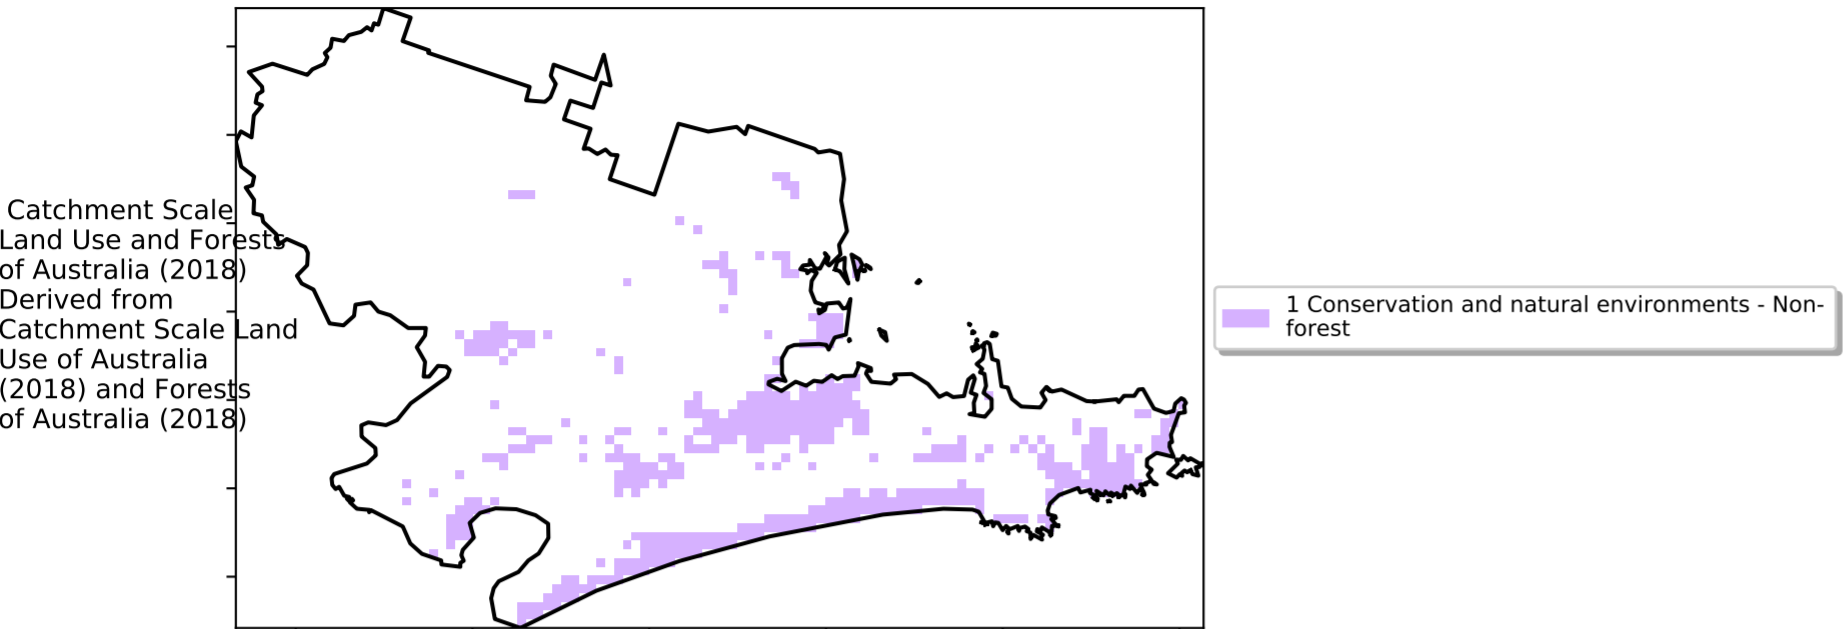 Catchment Scale
Land Use and Forests
of Australia (2018)
Derived from
Catchment Scale Land
Use of Australia
(2018) and Forests
of Australia (2018)
1 Conservation and natural environments - Non-
forest